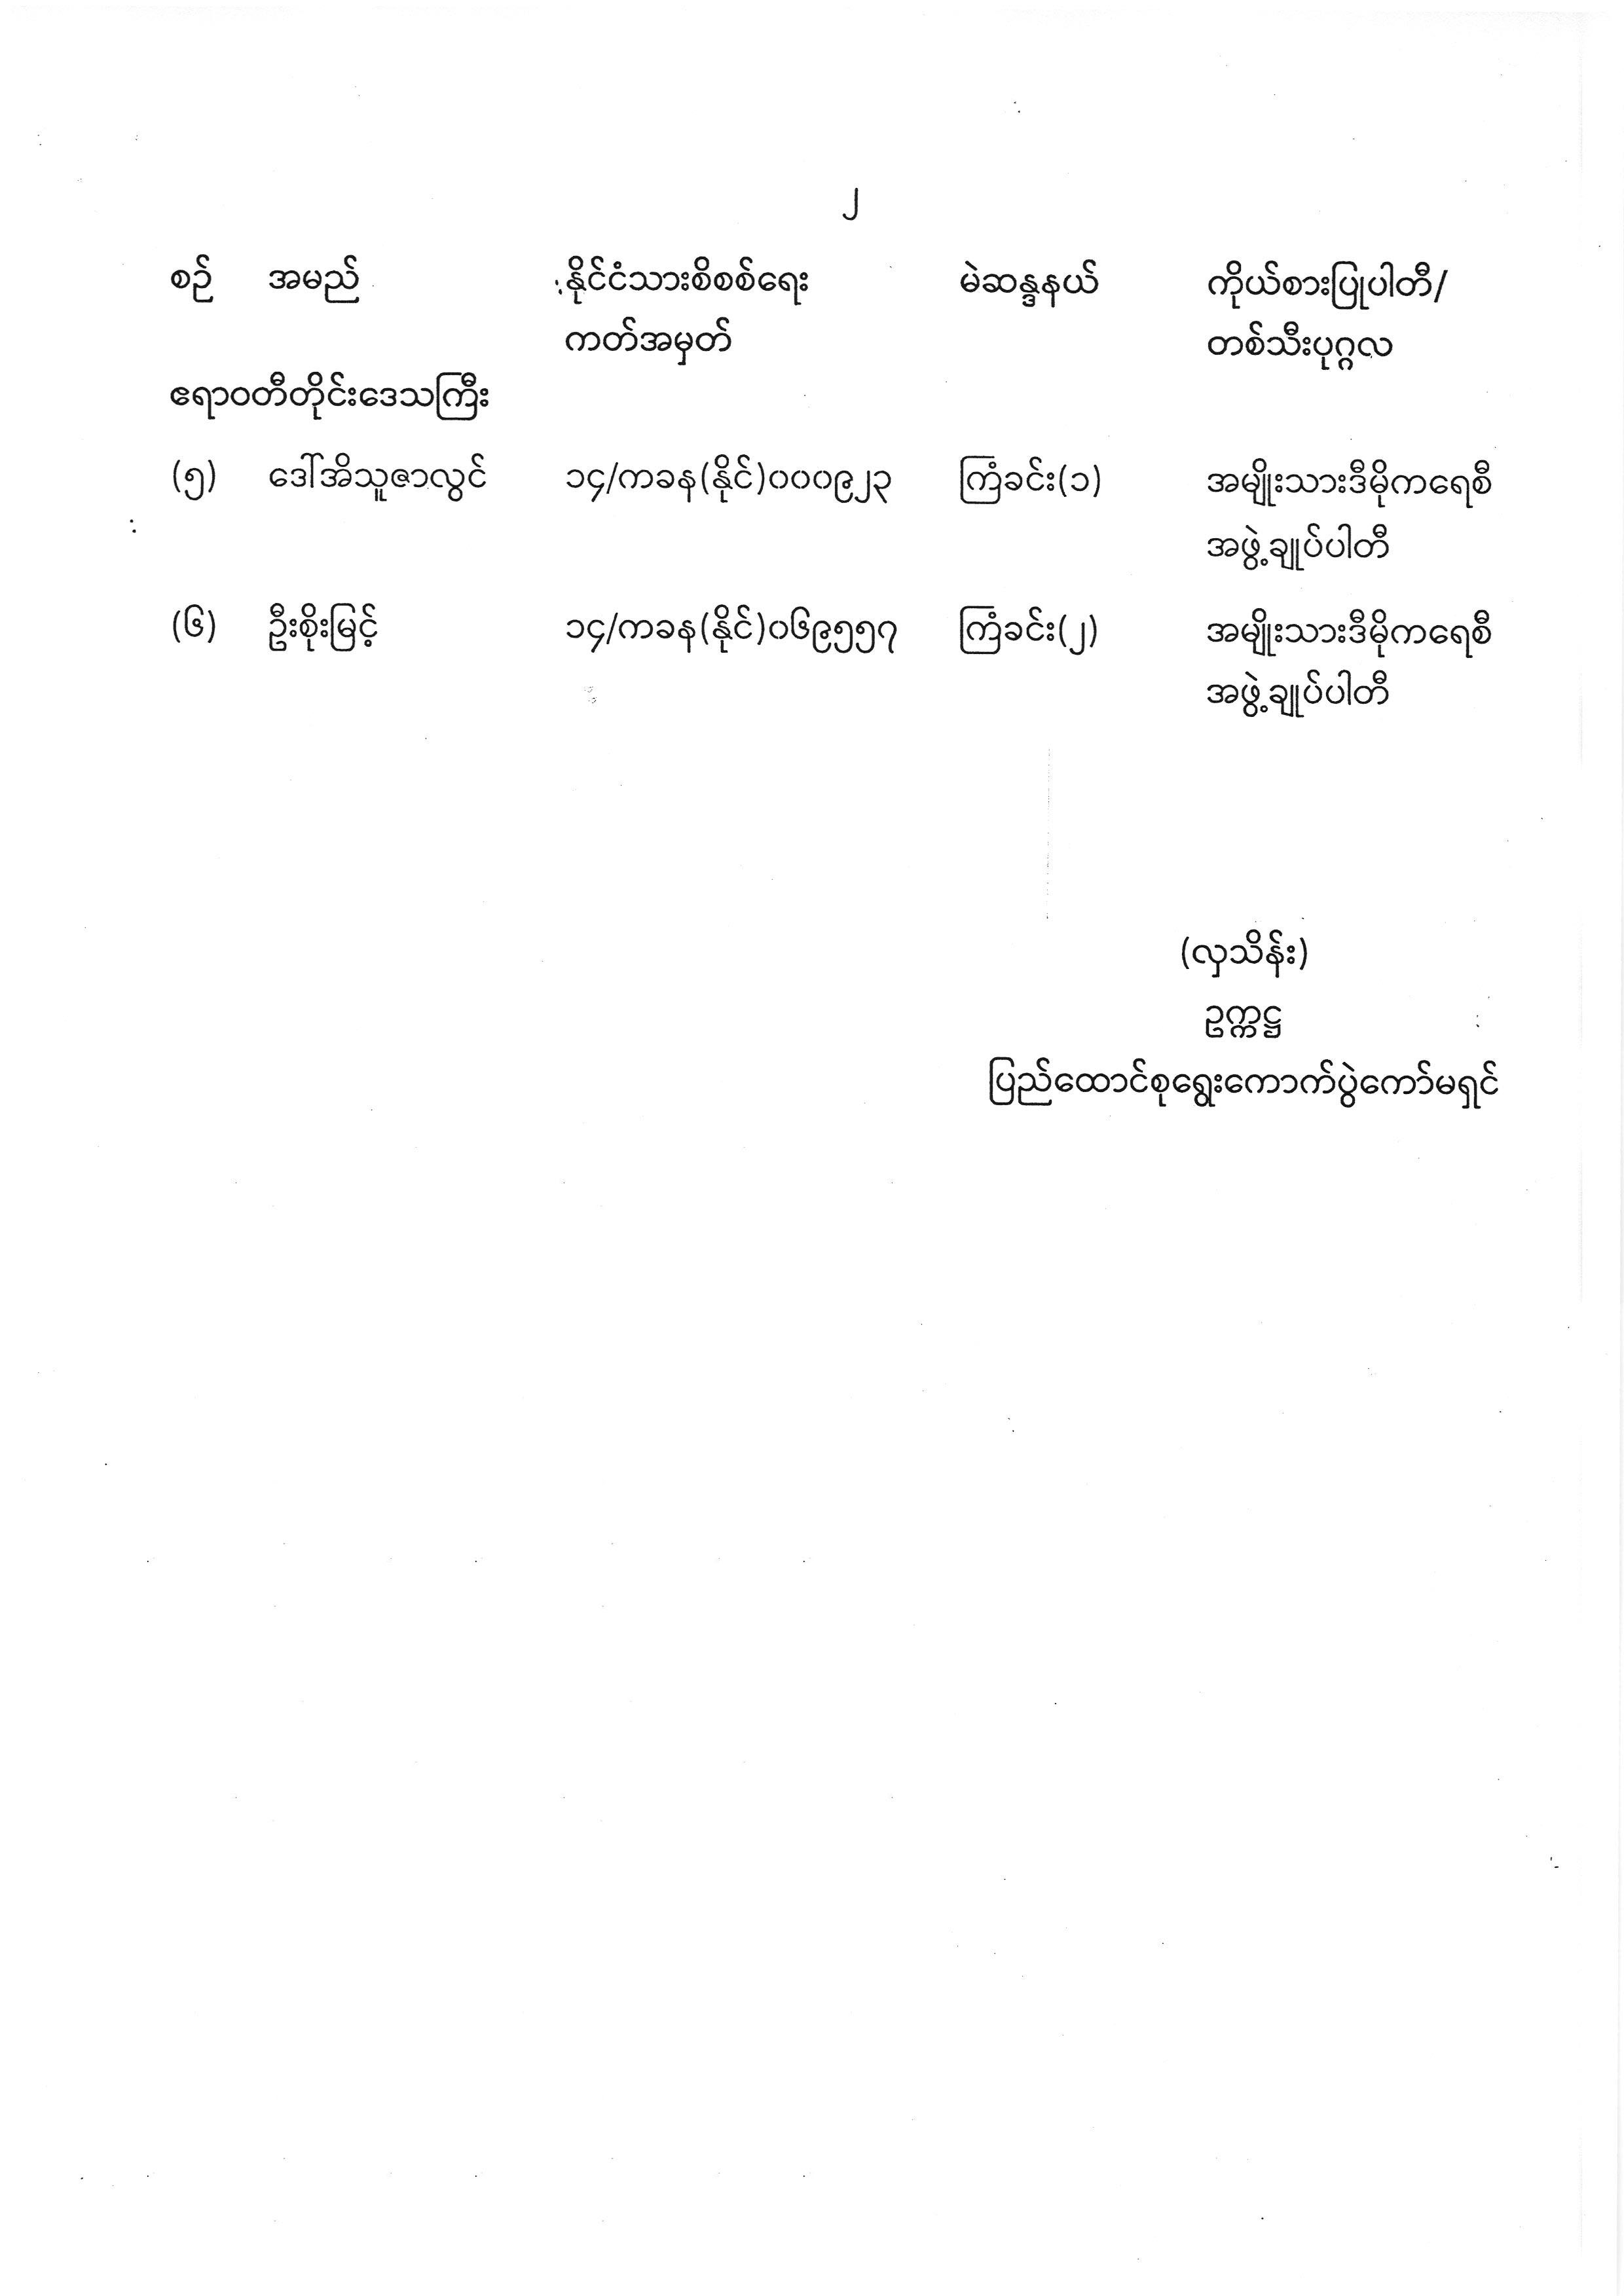 ၂
စဉ် အမည် နိုင်ငံသားစိစစ်ရေး မဲဆန္ဒနယ် ကိုယ်စားပြုပါတီ/
ကတ်အမှတ် တစ်သီးပုဂ္ဂလ
ဧရာဝတီတိုင်းဒေသကြီး
(၅) ဒေါ်အိသူဇာလွင် ၁၄/ကခန(နိုင်)၀၀၀၉၂၃ ကြံခင်း(၁) အမျိုးသားဒီမိုကရေစီ
အဖွဲ့ချုပ်ပါတီ
(၆) ဦးစိုးမြင့် ၁၄/ကခန(နိုင်)၀၆၉၅၅၇ ကြံခင်း(၂) အမျိုးသားဒီမိုကရေစီ
အဖွဲ့ချုပ်ပါတီ
(လှသိန်း)
ဥက္ကဋ္ဌ
ပြည်ထောင်စုရွေးကောက်ပွဲကော်မရှင်